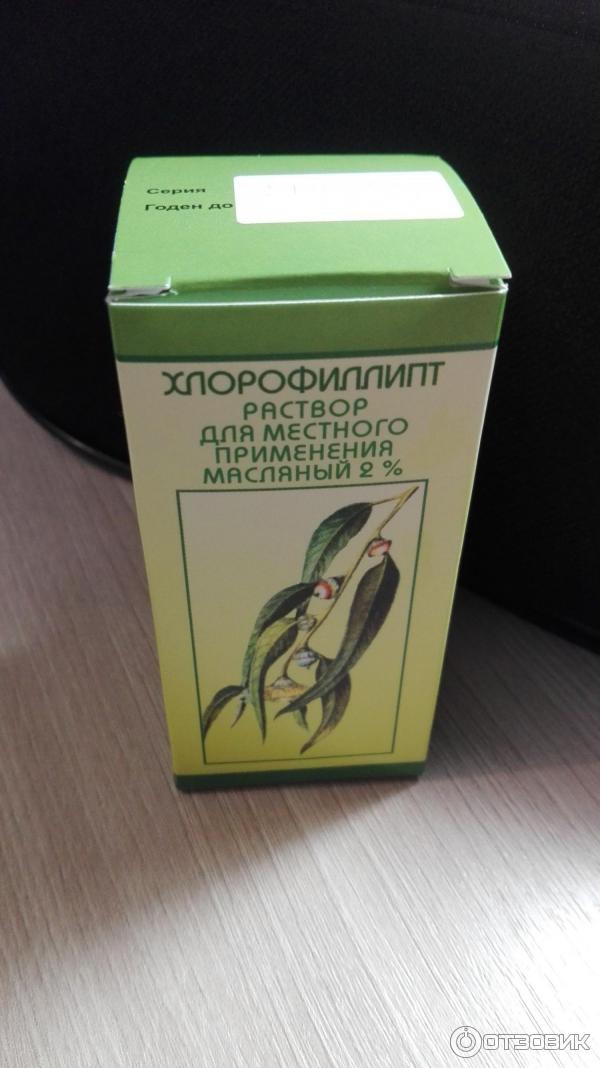 Серия
Годен до
ХЛОРОФИЛЛИПТ
РАСТВОР
ДЛЯ МЕСТНОГО
ПРИМЕНЕНИЯ
МАСЛЯНЫЙ 2 %
ОТЗОВИК